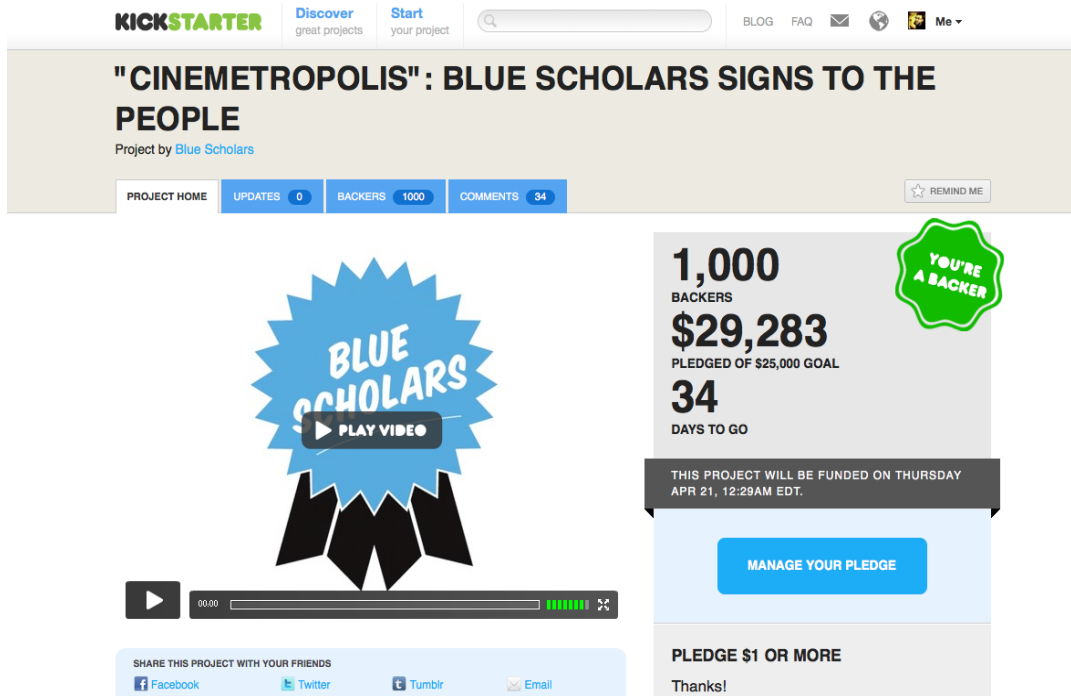 KICKSTARTER
Discover
great projects
Start
your project
BLOG FAQ Me
"CINEMETROPOLIS": BLUE SCHOLARS SIGNS TO THE
PEOPLE
Project by Blue Scholars
PROJECT HOME UPDATES 0 BACKERS 1000 COMMENTS 34
REMIND ME
YOU'RE
A BACKER
BLUE
SCHOLARS
PLAY VIDEO
00:00
1,000
BACKERS
$29,283
PLEDGED OF $25,000 GOAL
34
DAYS TO GO
THIS PROJECT WILL BE FUNDED ON THURSDAY
APR 21, 12:29AM EDT.
MANAGE YOUR PLEDGE
SHARE THIS PROJECT WITH YOUR FRIENDS
Facebook Twitter Tumblr Email
PLEDGE $1 OR MORE
Thanks!